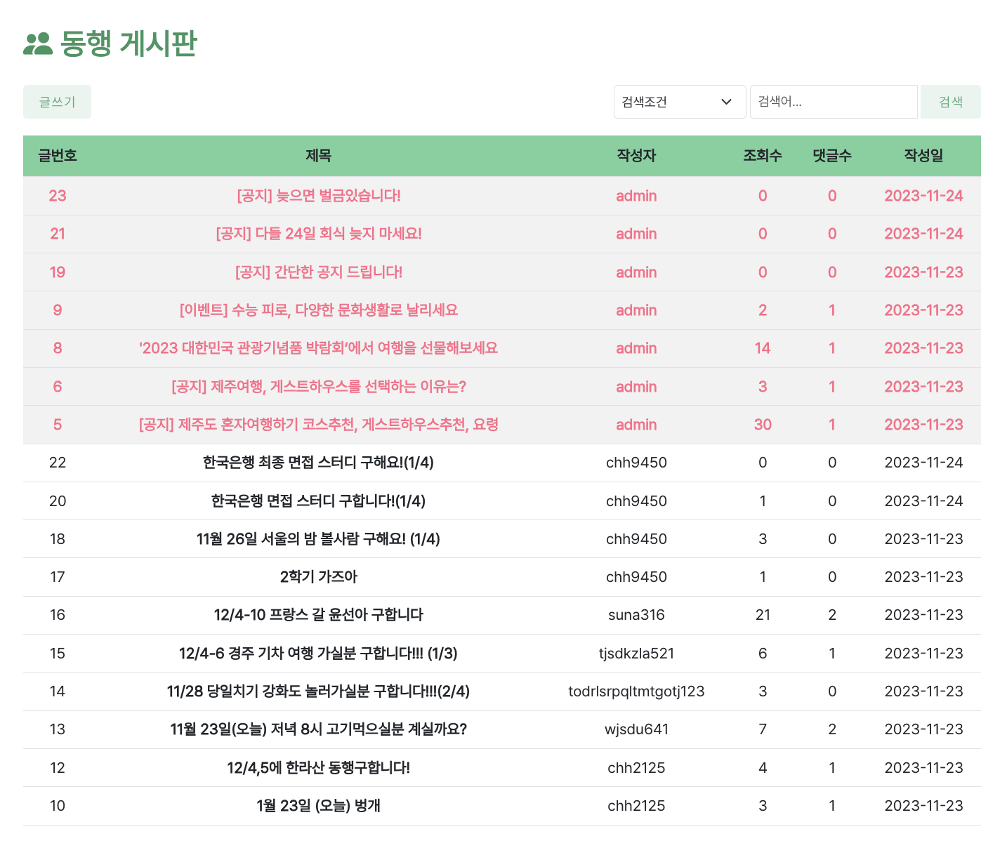 동행 게시판
글쓰기 검색조건 검색어... 검색
글번호 제목 작성자 조회수 댓글수 작성일
23 [공지] 늦으면 벌금있습니다! admin 0 0 2023-11-24
21 [공지] 다들 24일 회식 늦지 마세요! admin 0 0 2023-11-24
19 [공지] 간단한 공지 드립니다! admin 0 0 2023-11-23
9 [이벤트] 수능 피로, 다양한 문화생활로 날리세요 admin 2 1 2023-11-23
8 '2023 대한민국 관광기념품 박람회’에서 여행을 선물해보세요 admin 14 1 2023-11-23
6 [공지] 제주여행, 게스트하우스를 선택하는 이유는? admin 3 1 2023-11-23
5 [공지] 제주도 혼자여행하기 코스추천, 게스트하우스추천, 요령 admin 30 1 2023-11-23
22 한국은행 최종 면접 스터디 구해요!(1/4) chh9450 0 0 2023-11-24
20 한국은행 면접 스터디 구합니다!(1/4) chh9450 1 0 2023-11-24
18 11월 26일 서울의 밤 볼사람 구해요! (1/4) chh9450 3 0 2023-11-23
17 2학기 가즈아 chh9450 1 0 2023-11-23
16 12/4-10 프랑스 갈 윤선아 구합니다 suna316 21 2 2023-11-23
15 12/4-6 경주 기차 여행 가실분 구합니다!!! (1/3) tjsdkzla521 6 1 2023-11-23
14 11/28 당일치기 강화도 놀러가실분 구합니다!!!(2/4) todrlsrpqltmtgotj123 3 0 2023-11-23
13 11월 23일(오늘) 저녁 8시 고기먹으실분 계실까요? wjsdu641 7 2 2023-11-23
12 12/4,5에 한라산 동행구합니다! chh2125 4 1 2023-11-23
10 1월 23일 (오늘) 벙개 chh2125 3 1 2023-11-23